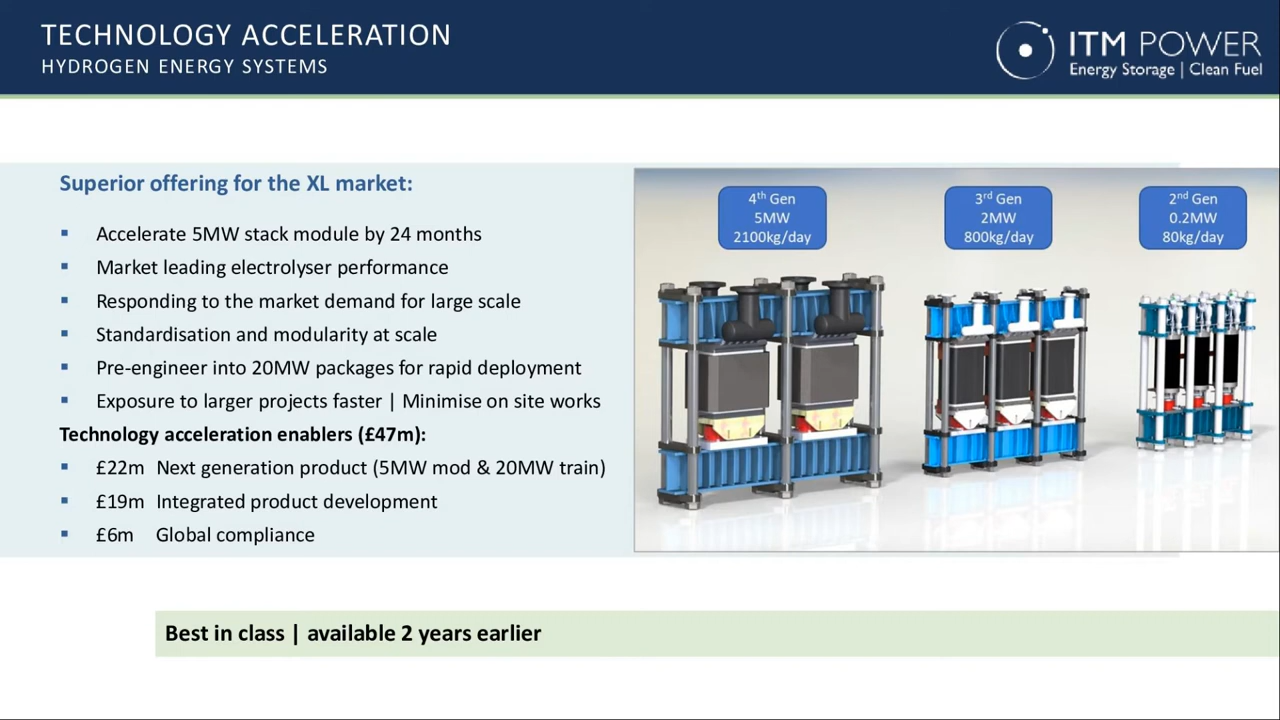 TECHNOLOGY ACCELERATION
HYDROGEN ENERGY SYSTEMS
ITM POWER
Energy Storage | Clean Fuel
Superior offering for the XL market:
▪ Accelerate 5MW stack module by 24 months
▪ Market leading electrolyser performance
▪ Responding to the market demand for large scale
▪ Standardisation and modularity at scale
▪ Pre-engineer into 20MW packages for rapid deployment
▪ Exposure to larger projects faster | Minimise on site works
Technology acceleration enablers (£47m):
▪ £22m Next generation product (5MW mod & 20MW train)
▪ £19m Integrated product development
▪ £6m Global compliance
4th Gen
5MW
2100kg/day
3rd Gen
2MW
800kg/day
2nd Gen
0.2MW
80kg/day
Best in class | available 2 years earlier